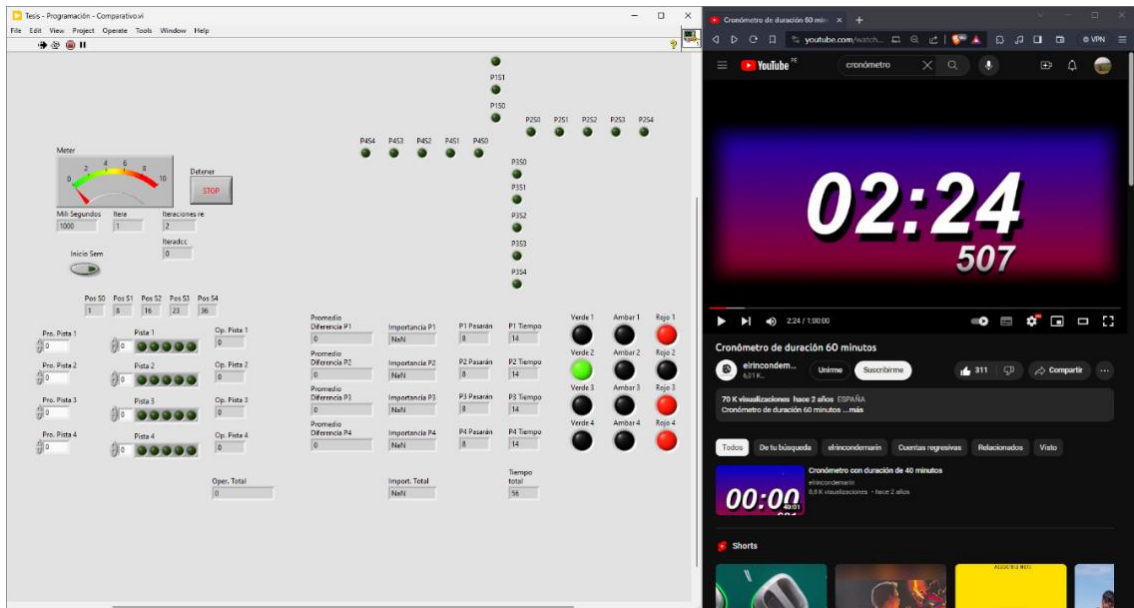 Tesis - Programación - Comparativo.vi
File Edit View Project Operate Tools Window Help
P1S1
P1S0
P2S0 P2S1 P2S2 P2S3 P2S4
P4S4 P4S3 P4S2 P4S1 P4S0
P3S0
P3S1
P3S2
P3S3
P3S4
Meter
0 2 4 6 8 10
Detener
STOP
Mili Segundos Itera Iteraciones re
1000 1 2
Iteradcc
0
Inicio Sem
Pos S0 Pos S1 Pos S2 Pos S3 Pos S4
1 8 16 23 36
Pro. Pista 1 Pista 1 Op. Pista 1
0 0 0
Pro. Pista 2 Pista 2 Op. Pista 2
0 0 0
Pro. Pista 3 Pista 3 Op. Pista 3
0 0 0
Pro. Pista 4 Pista 4 Op. Pista 4
0 0 0
Oper. Total
0
Promedio
Diferencia P1 Importancia P1 P1 Pasarán P1 Tiempo
0 NaN 8 14
Promedio
Diferencia P2 Importancia P2 P2 Pasarán P2 Tiempo
0 NaN 8 14
Promedio
Diferencia P3 Importancia P3 P3 Pasarán P3 Tiempo
0 NaN 8 14
Promedio
Diferencia P4 Importancia P4 P4 Pasarán P4 Tiempo
0 NaN 8 14
Import. Total
NaN
Tiempo
total
56
Verde 1 Ambar 1 Rojo 1
Verde 2 Ambar 2 Rojo 2
Verde 3 Ambar 3 Rojo 3
Verde 4 Ambar 4 Rojo 4
Cronómetro de duración 60 min
youtube.com/watch...
VPN
YouTube PE
cronómetro
02:24
507
2:24 / 1:00:00
Cronómetro de duración 60 minutos
elrincondem...
6,01 K...
Unirme
Suscribirme
311
Compartir
70 K visualizaciones hace 2 años ESPAÑA
Cronómetro de duración 60 minutos ...más
Todos De tu búsqueda elrincondemarin Cuentas regresivas Relacionados Visto
Cronómetro con duración de 40 minutos
elrincondemarin
8,8 K visualizaciones • hace 2 años
00:00
40:01
Shorts